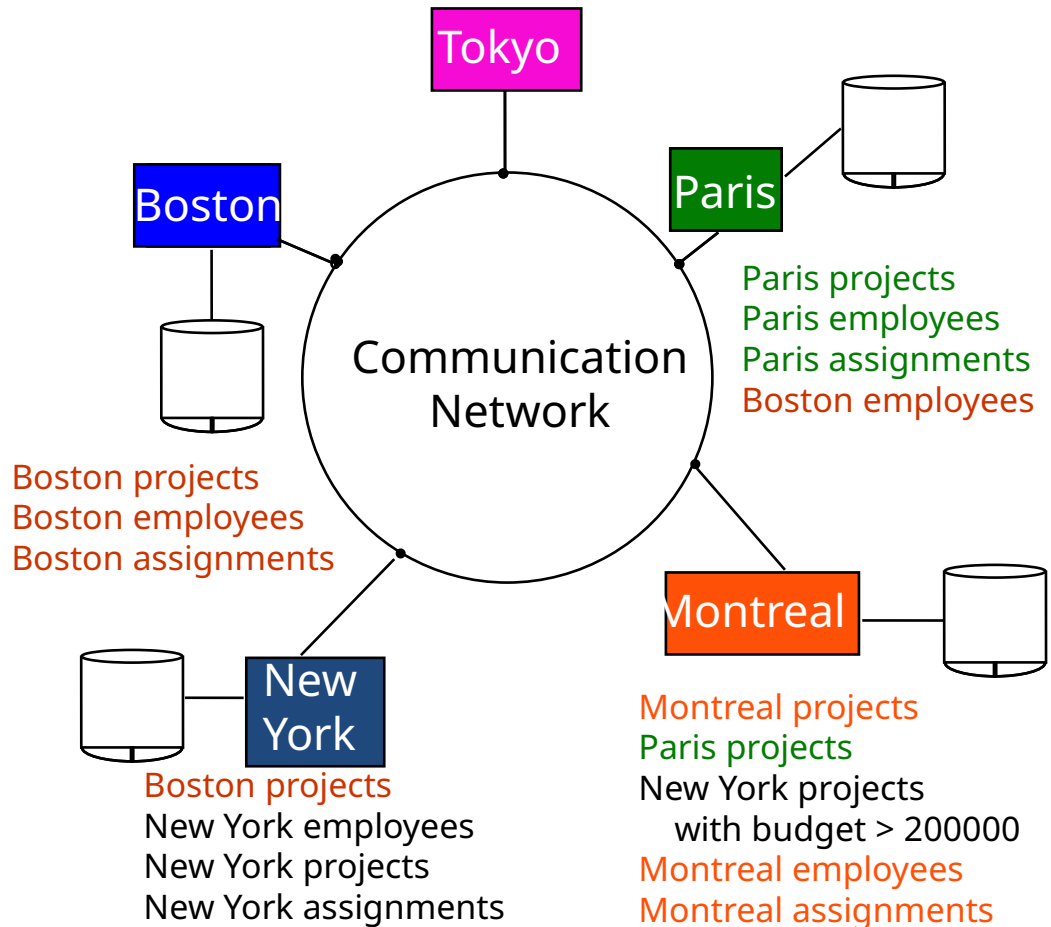 Tokyo
Boston
Paris
Communication
Network
Paris projects
Paris employees
Paris assignments
Boston employees
Boston projects
Boston employees
Boston assignments
Montreal
New
York
Montreal projects
Paris projects
New York projects
with budget > 200000
Montreal employees
Montreal assignments
Boston projects
New York employees
New York projects
New York assignments